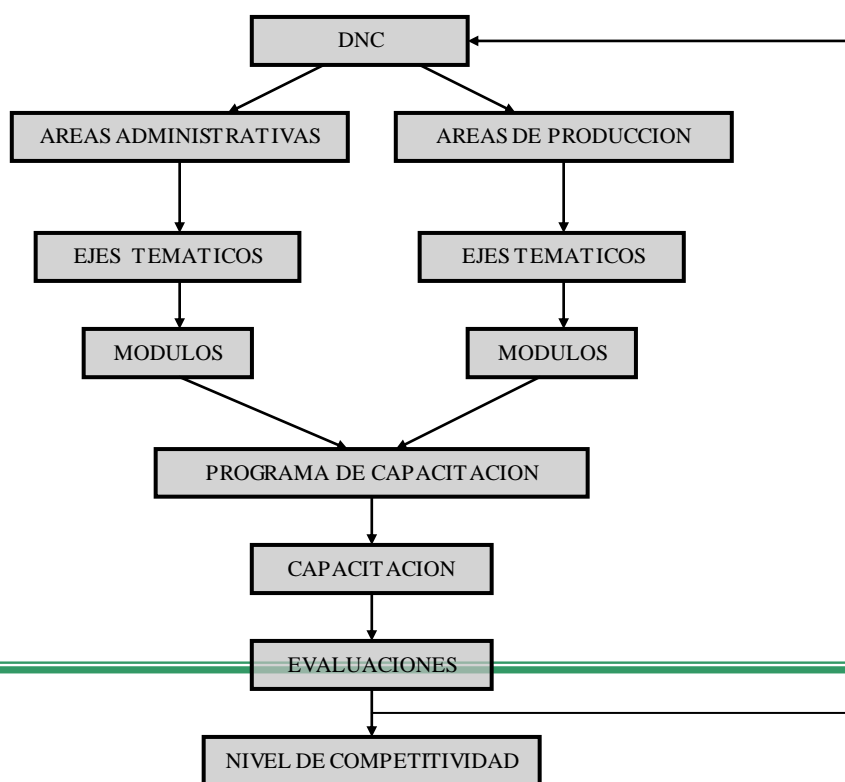 DNC
AREAS ADMINISTRATIVAS
AREAS DE PRODUCCION
EJES TEMATICOS
EJES TEMATICOS
MODULOS
MODULOS
PROGRAMA DE CAPACITACION
CAPACITACION
EVALUACIONES
NIVEL DE COMPETITIVIDAD